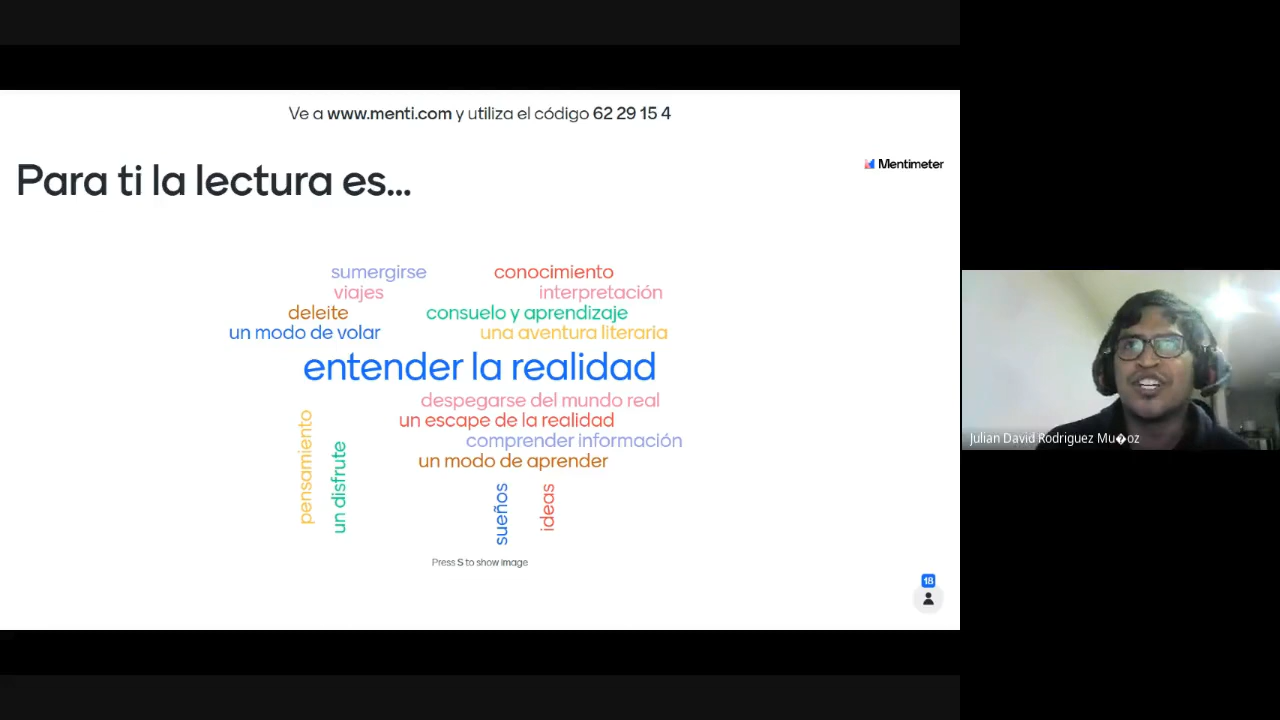 Ve a www.menti.com y utiliza el código 62 29 15 4
Mentimeter
Para ti la lectura es...
sumergirse
conocimiento
viajes
interpretación
deleite
consuelo y aprendizaje
un modo de volar
una aventura literaria
entender la realidad
despegarse del mundo real
un escape de la realidad
comprender información
un modo de aprender
pensamiento
un disfrute
sueños
ideas
Press S to show image
18
Julian David Rodriguez Mu�oz